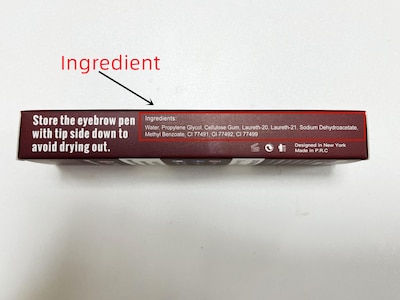 Ingredient
Store the eyebrow pen
with tip side down to
avoid drying out.
Ingredients:
Water, Propylene Glycol, Cellulose Gum, Laureth-20, Laureth-21, Sodium Dehydroacetate,
Methyl Benzoate, CI 77491, CI 77492, CI 77499
Designed in New York
Made in P.R.C